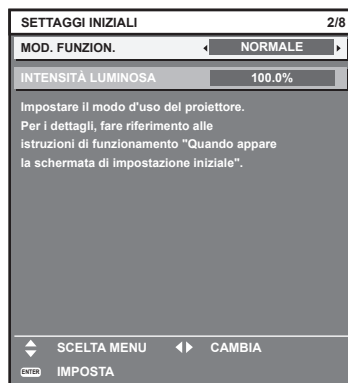 SETTAGGI INIZIALI 2/8
MOD. FUNZION. NORMALE
INTENSITÀ LUMINOSA 100.0%
Impostare il modo d'uso del proiettore.
Per i dettagli, fare riferimento alle
istruzioni di funzionamento "Quando appare
la schermata di impostazione iniziale".
SCELTA MENU CAMBIA
ENTER IMPOSTA